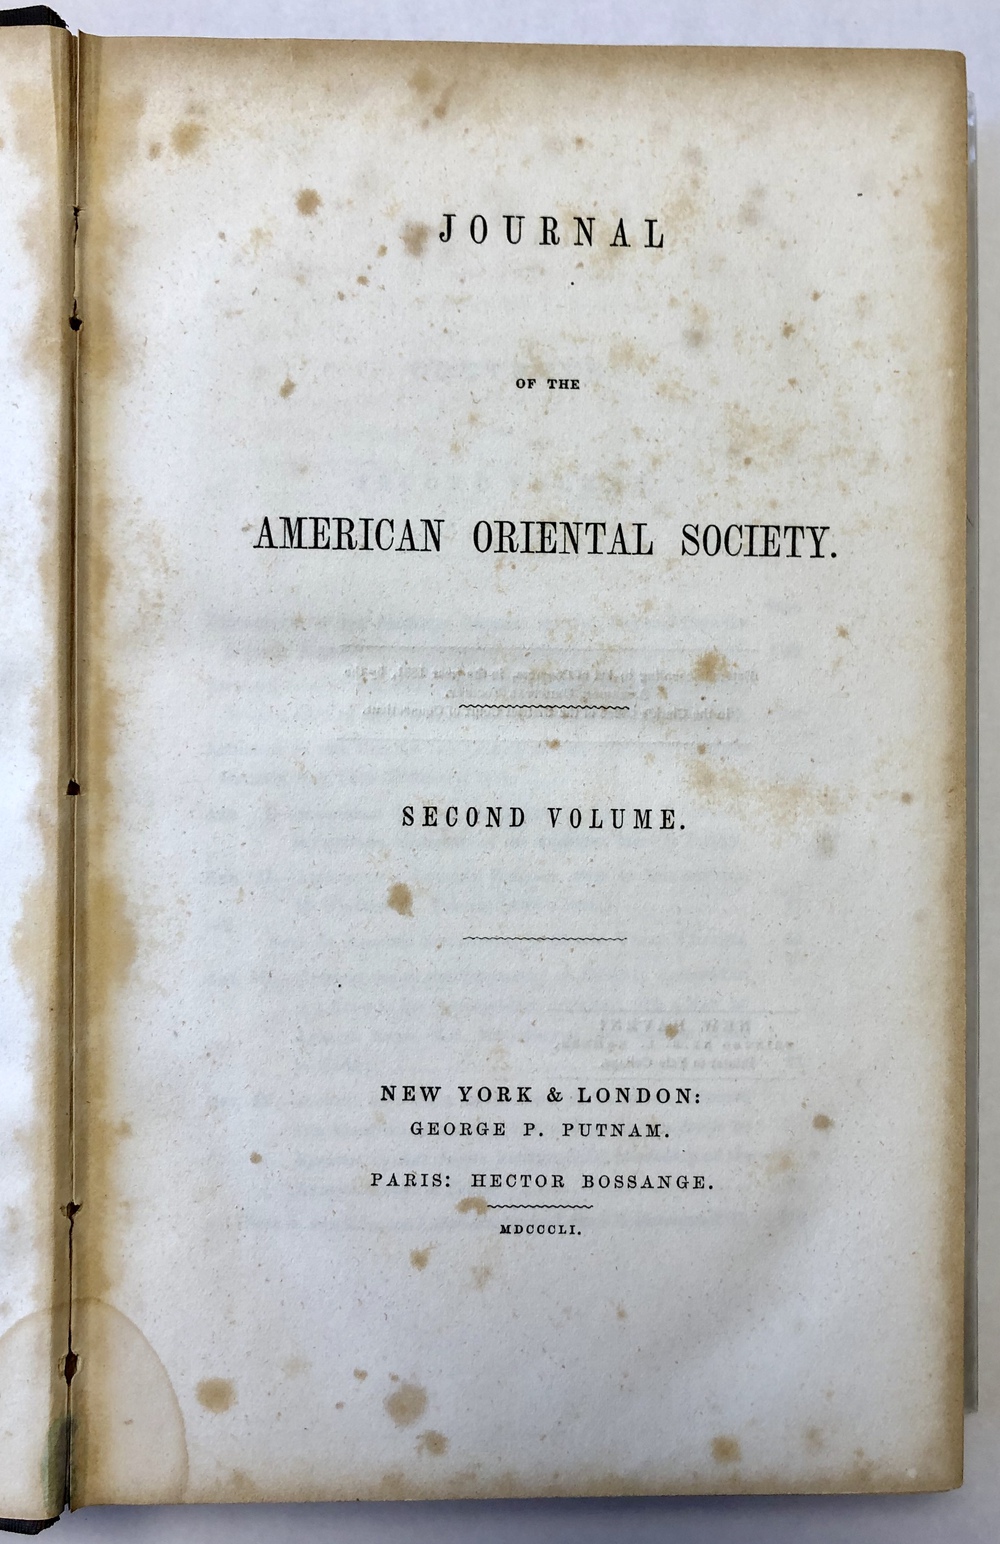 JOURNAL
OF THE
AMERICAN ORIENTAL SOCIETY.
SECOND VOLUME.
NEW YORK & LONDON:
GEORGE P. PUTNAM.
PARIS: HECTOR BOSSANGE.
MDCCCLI.